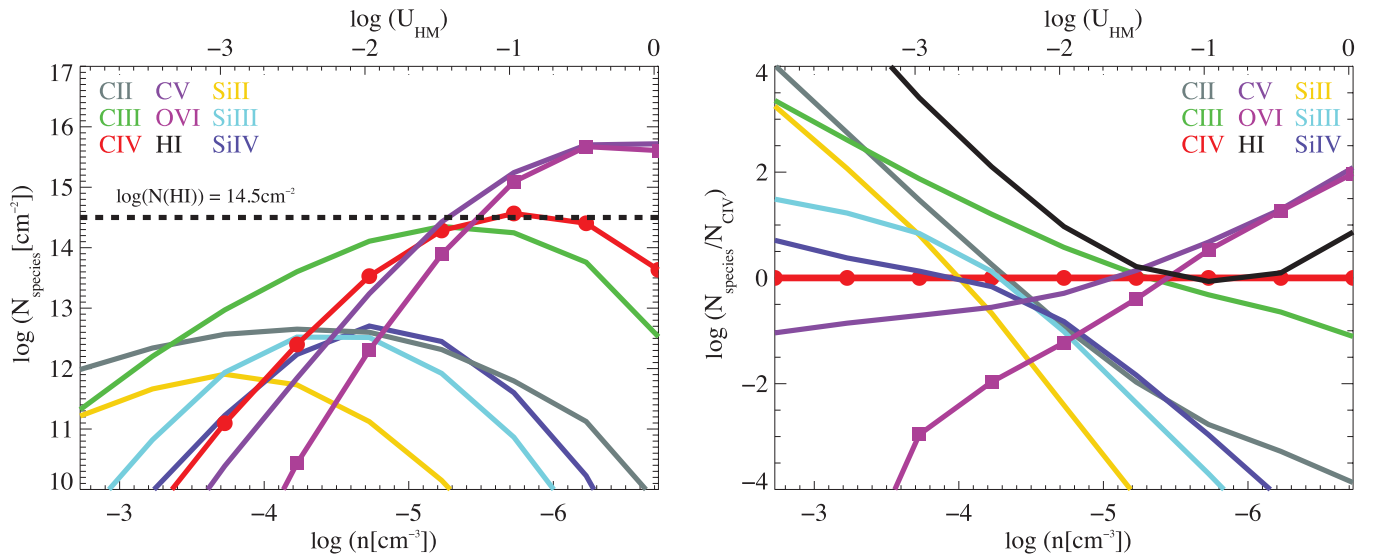 log (U_HM)
−3 −2 −1 0
17
16
15
14
13
12
11
10
log (N_species[cm⁻²])
CII CV SiII
CIII OVI SiIII
CIV HI SiIV
log(N(HI)) = 14.5cm⁻²
−3 −4 −5 −6
log (n[cm⁻³])
log (U_HM)
−3 −2 −1 0
4
2
0
−2
−4
log (N_species/N_CIV)
CII CV SiII
CIII OVI SiIII
CIV HI SiIV
−3 −4 −5 −6
log (n[cm⁻³])